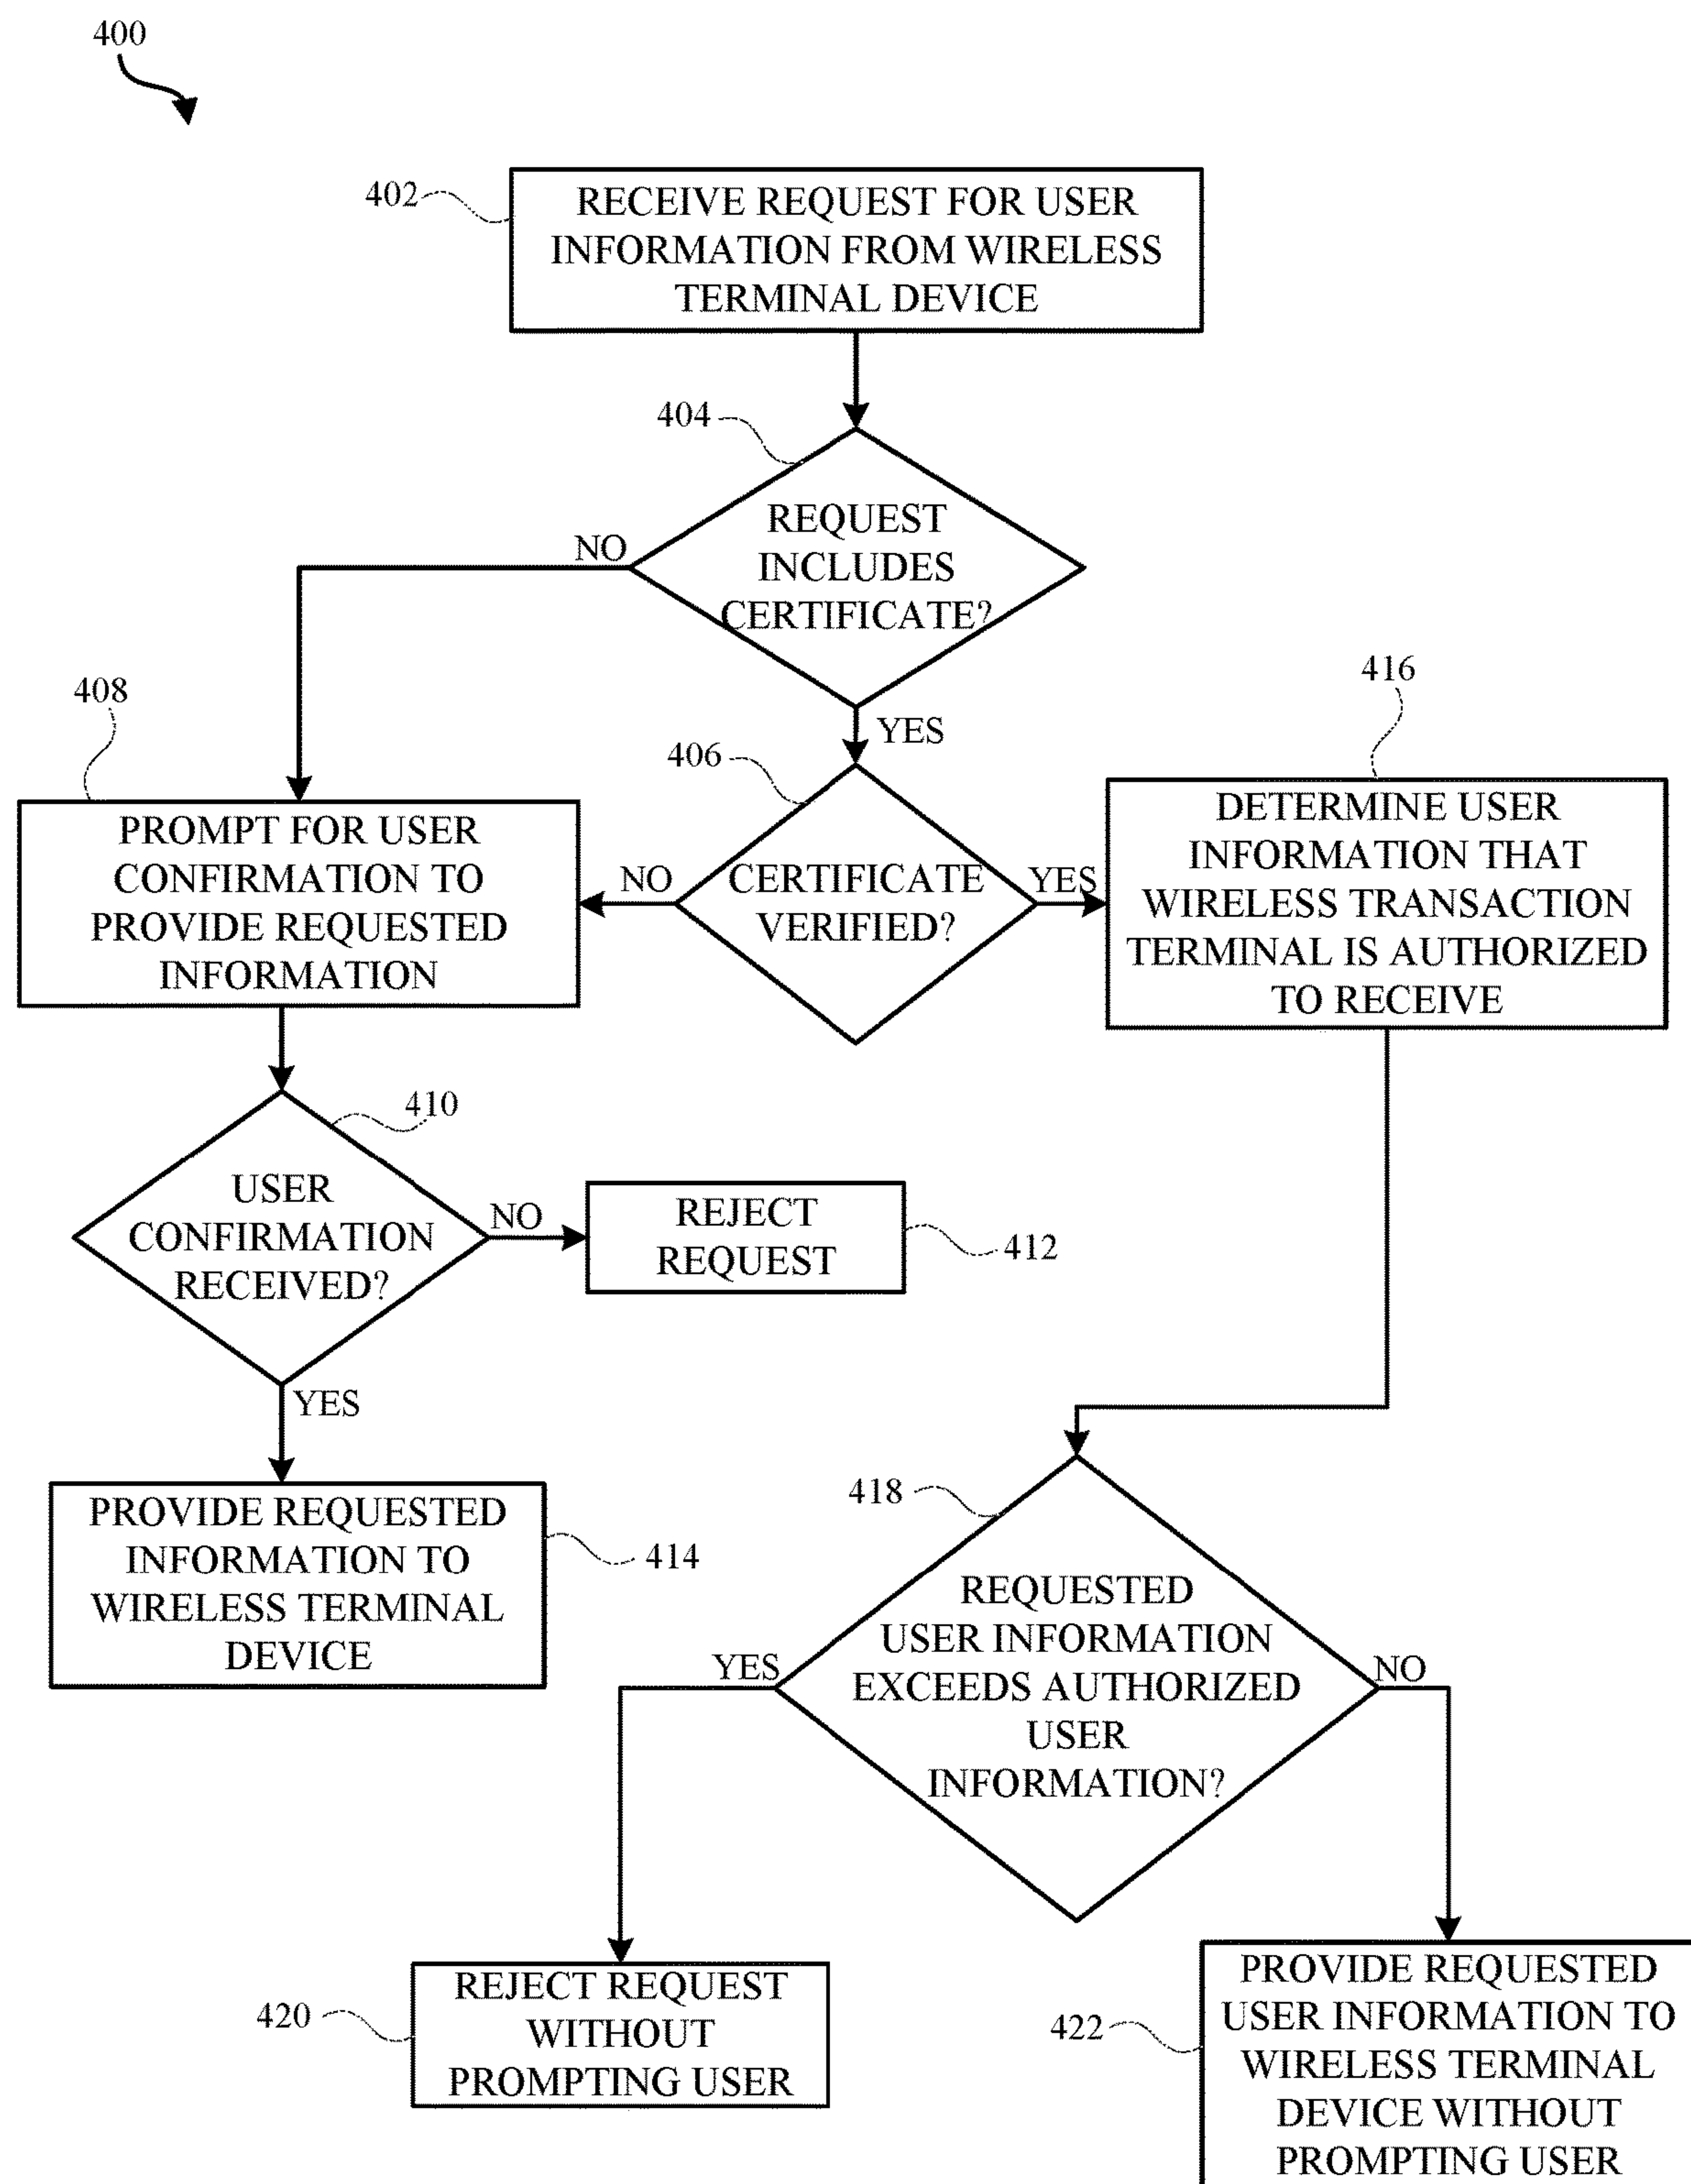 400
402
RECEIVE REQUEST FOR USER
INFORMATION FROM WIRELESS
TERMINAL DEVICE
404
REQUEST
INCLUDES
CERTIFICATE?
NO
YES
408
PROMPT FOR USER
CONFIRMATION TO
PROVIDE REQUESTED
INFORMATION
406
CERTIFICATE
VERIFIED?
NO
YES
416
DETERMINE USER
INFORMATION THAT
WIRELESS TRANSACTION
TERMINAL IS AUTHORIZED
TO RECEIVE
410
USER
CONFIRMATION
RECEIVED?
NO
REJECT
REQUEST
412
YES
PROVIDE REQUESTED
INFORMATION TO
WIRELESS TERMINAL
DEVICE
414
418
REQUESTED
USER INFORMATION
EXCEEDS AUTHORIZED
USER
INFORMATION?
YES
NO
420
REJECT REQUEST
WITHOUT
PROMPTING USER
422
PROVIDE REQUESTED
USER INFORMATION TO
WIRELESS TERMINAL
DEVICE WITHOUT
PROMPTING USER